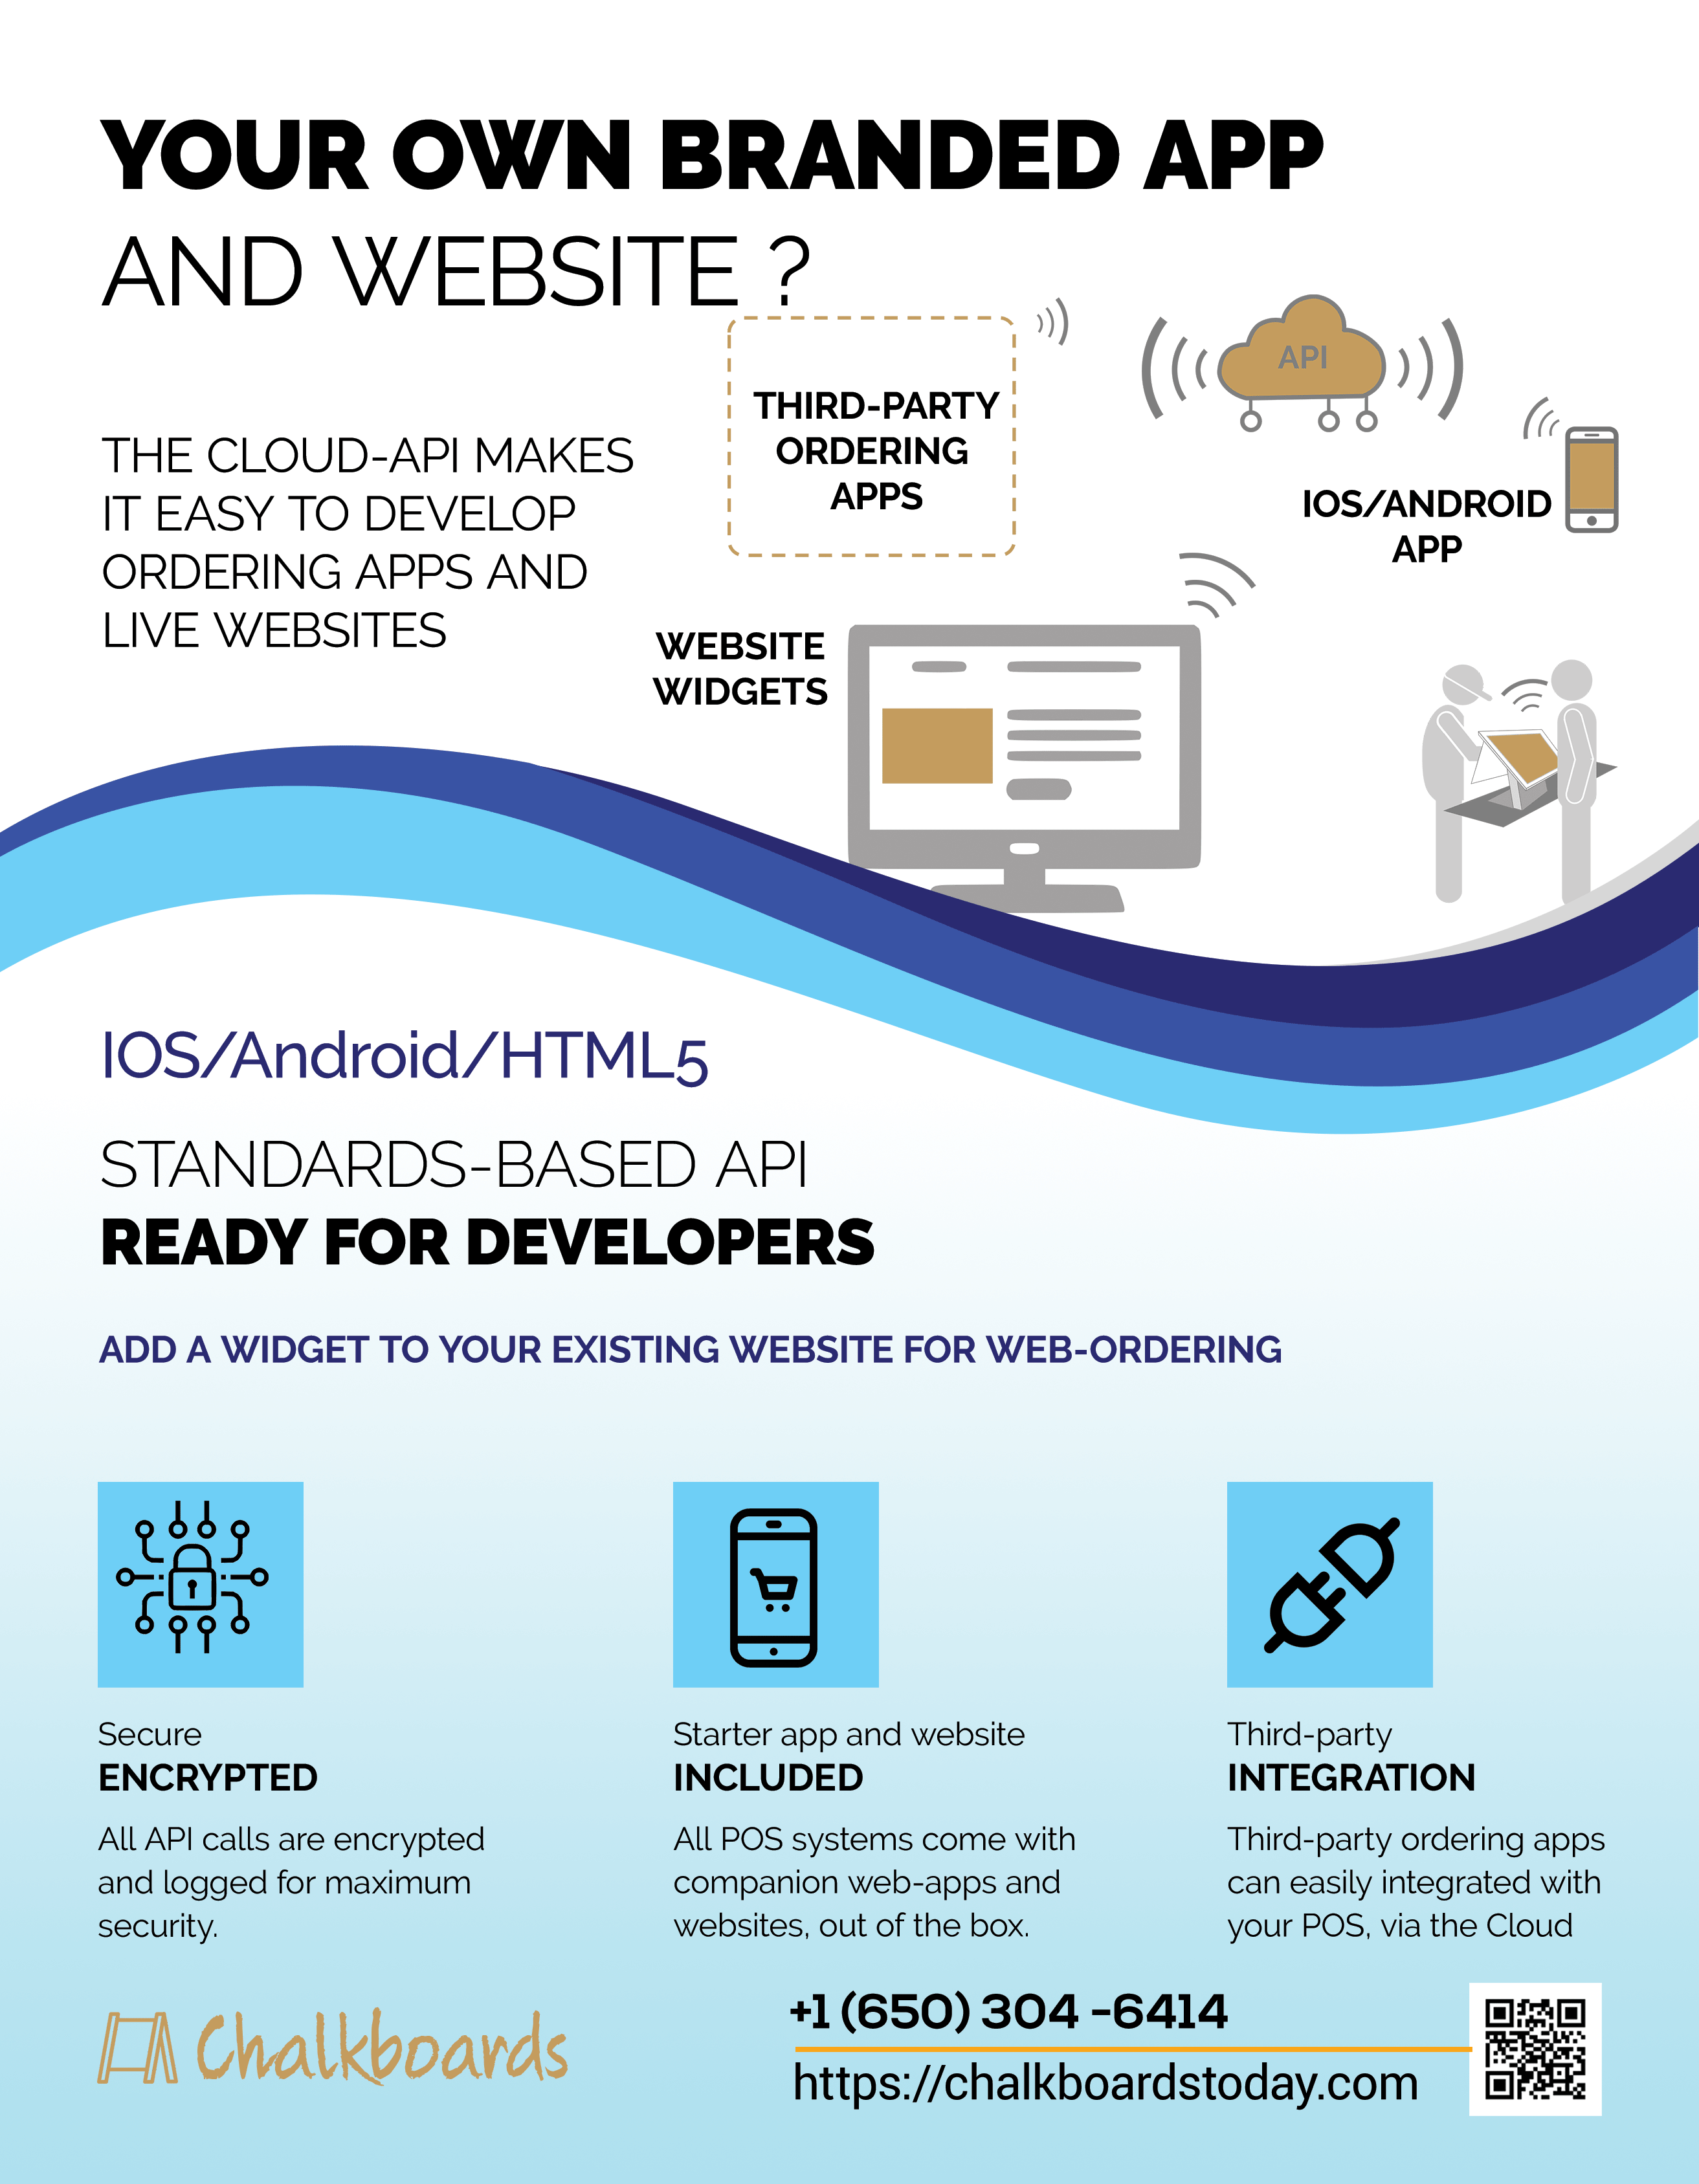 YOUR OWN BRANDED APP
AND WEBSITE ?
THE CLOUD-API MAKES
IT EASY TO DEVELOP
ORDERING APPS AND
LIVE WEBSITES
THIRD-PARTY
ORDERING
APPS
API
IOS/ANDROID
APP
WEBSITE
WIDGETS
IOS/Android/HTML5
STANDARDS-BASED API
READY FOR DEVELOPERS
ADD A WIDGET TO YOUR EXISTING WEBSITE FOR WEB-ORDERING
Secure
ENCRYPTED
All API calls are encrypted
and logged for maximum
security.
Starter app and website
INCLUDED
All POS systems come with
companion web-apps and
websites, out of the box.
Third-party
INTEGRATION
Third-party ordering apps
can easily integrated with
your POS, via the Cloud
Chalkboards
+1 (650) 304 -6414
https://chalkboardstoday.com